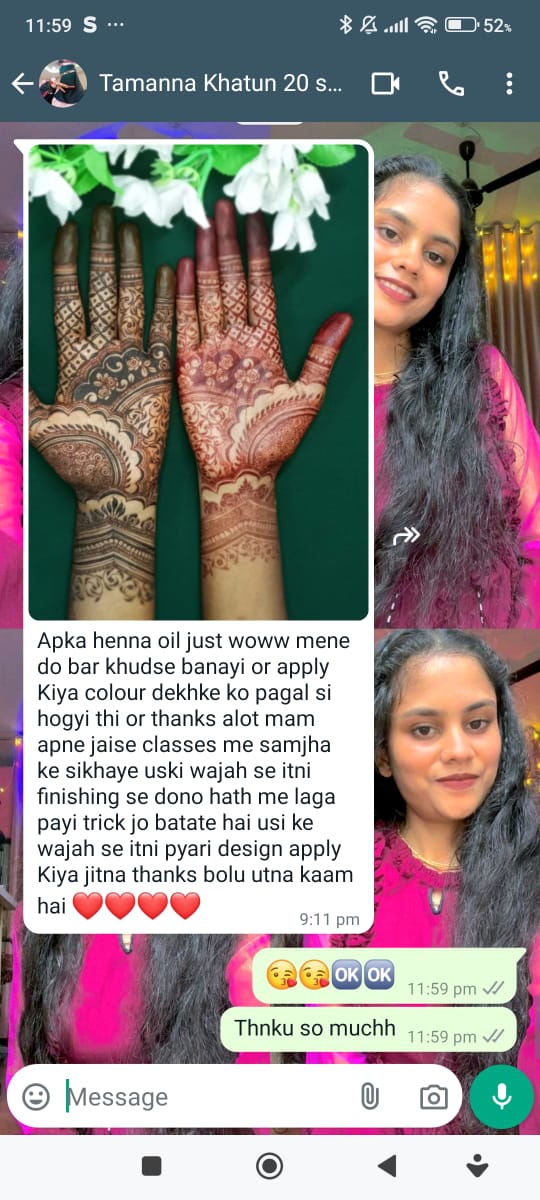 11:59 S ...
52%
Tamanna Khatun 20 s...
Apka henna oil just woww mene
do bar khudse banayi or apply
Kiya colour dekhke ko pagal si
hogyi thi or thanks alot mam
apne jaise classes me samjha
ke sikhaye uski wajah se itni
finishing se dono hath me laga
payi trick jo batate hai usi ke
wajah se itni pyari design apply
Kiya jitna thanks bolu utna kaam
hai ❤️❤️❤️❤️
9:11 pm
😘😘🆗🆗 11:59 pm
Thnku so muchh 11:59 pm
Message